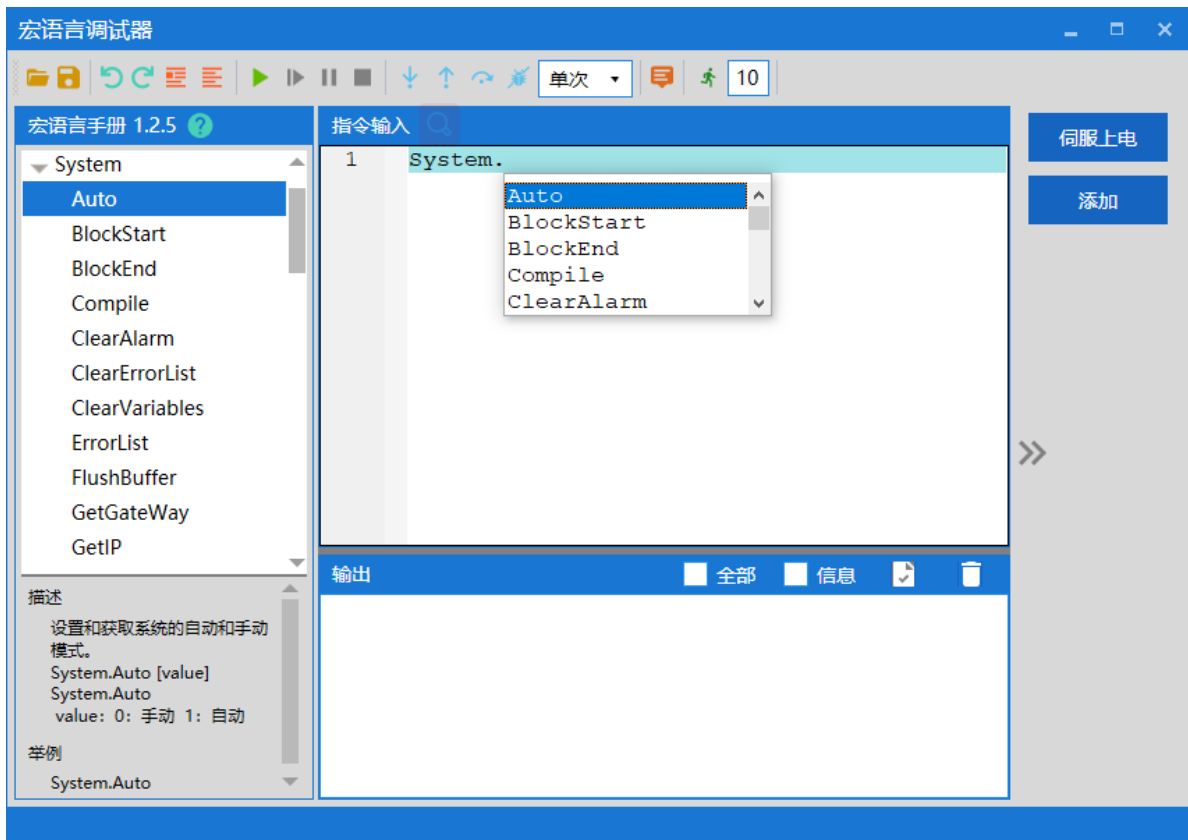 宏语言调试器
单次
10
宏语言手册 1.2.5 ?
System
Auto
BlockStart
BlockEnd
Compile
ClearAlarm
ClearErrorList
ClearVariables
ErrorList
FlushBuffer
GetGateWay
GetIP
描述
设置和获取系统的自动和手动
模式。
System.Auto [value]
System.Auto
value：0：手动 1：自动
举例
System.Auto
指令输入
1 System.
Auto
BlockStart
BlockEnd
Compile
ClearAlarm
输出 全部 信息
伺服上电
添加